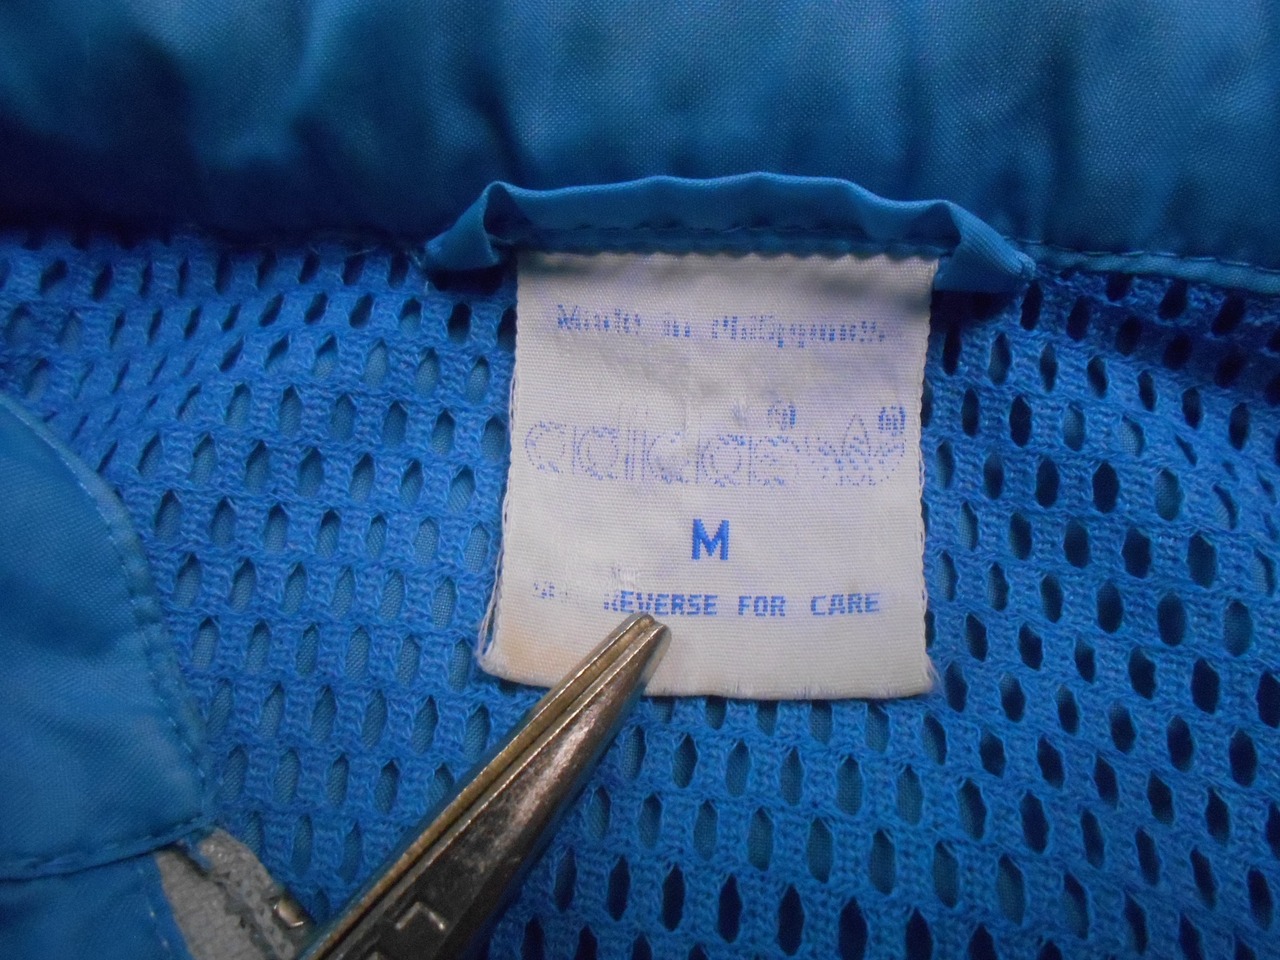 Made in Philippines
adidas
M
REVERSE FOR CARE